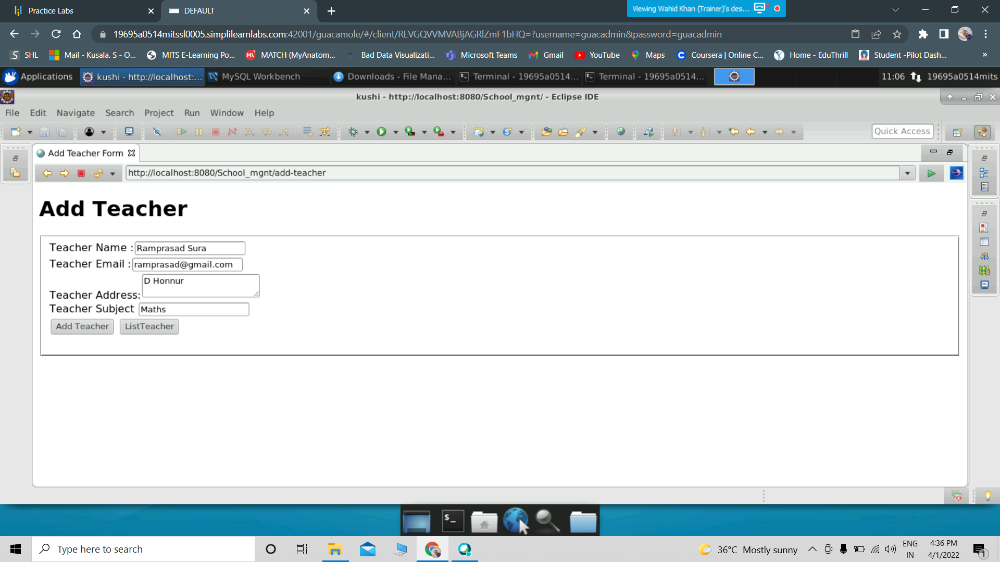 Practice Labs
DEFAULT
Viewing Wahid Khan (Trainer)'s des...
19695a0514mitssl0005.simplilearnlabs.com:42001/guacamole/#/client/REVGQVVMVABjAGRlZmF1bHQ=?username=guacadmin&password=guacadmin
SHL
Mail - Kusala. S - O...
MITS E-Learning Po...
MATCH (MyAnatom...
Bad Data Visualizati...
Microsoft Teams
Gmail
YouTube
Maps
Coursera | Online C...
Home - EduThrill
Student -Pilot Dash...
»
Applications
kushi - http://localhost:...
MySQL Workbench
Downloads - File Mana...
Terminal - 19695a0514...
Terminal - 19695a0514...
11:06
19695a0514mits
kushi - http://localhost:8080/School_mgnt/ - Eclipse IDE
File Edit Navigate Search Project Run Window Help
Quick Access
Add Teacher Form
http://localhost:8080/School_mgnt/add-teacher
Add Teacher
Teacher Name : Ramprasad Sura
Teacher Email : ramprasad@gmail.com
Teacher Address: D Honnur
Teacher Subject Maths
Add Teacher ListTeacher
Type here to search
36°C Mostly sunny
ENG
IN
4:36 PM
4/1/2022
1